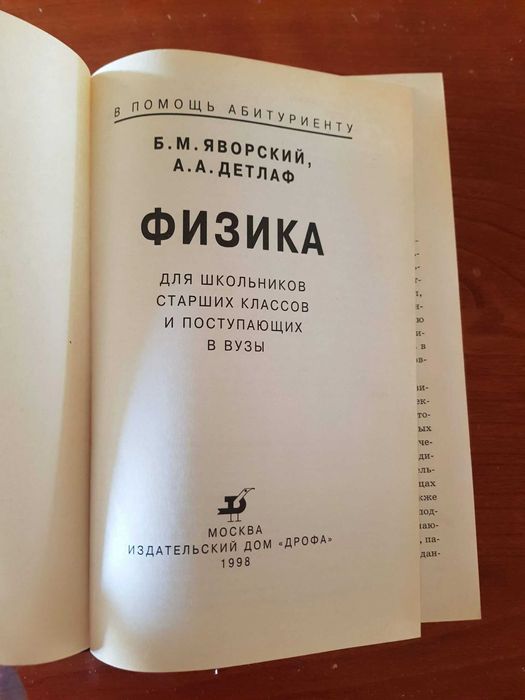 В ПОМОЩЬ АБИТУРИЕНТУ
Б.М.ЯВОРСКИЙ,
А.А.ДЕТЛАФ
ФИЗИКА
ДЛЯ ШКОЛЬНИКОВ
СТАРШИХ КЛАССОВ
И ПОСТУПАЮЩИХ
В ВУЗЫ
МОСКВА
ИЗДАТЕЛЬСКИЙ ДОМ «ДРОФА»
1998